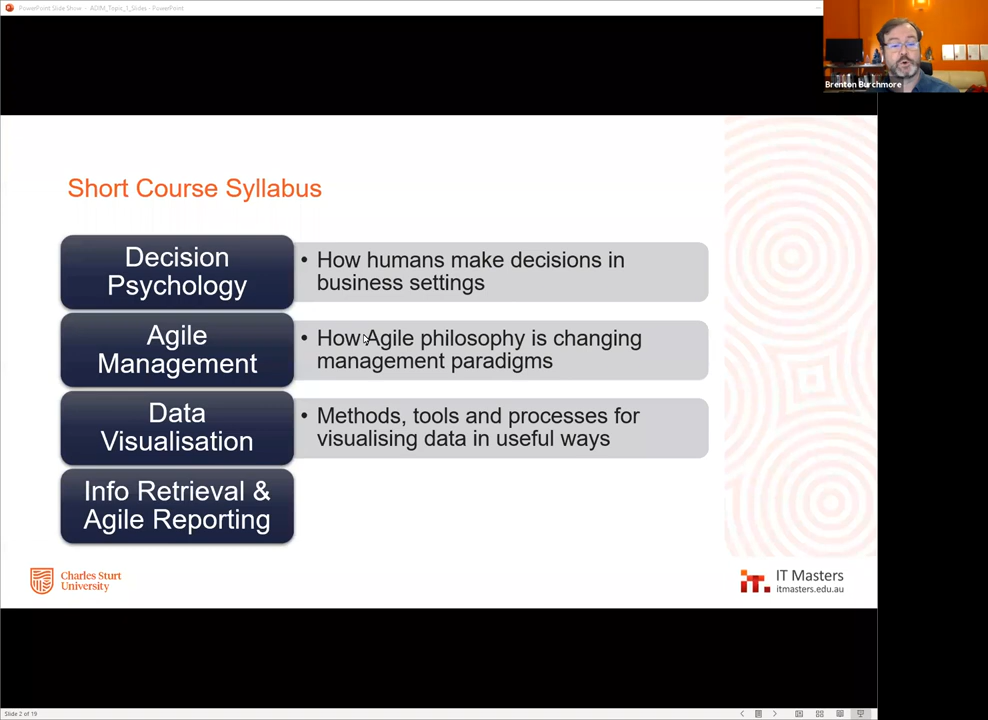 PowerPoint Slide Show - ADIM_Topic_1_Slides - PowerPoint
Brenton Burchmore
Short Course Syllabus
Decision
Psychology
• How humans make decisions in
business settings
Agile
Management
• How Agile philosophy is changing
management paradigms
Data
Visualisation
• Methods, tools and processes for
visualising data in useful ways
Info Retrieval &
Agile Reporting
Charles Sturt
University
iT.
IT Masters
itmasters.edu.au
Slide 2 of 19